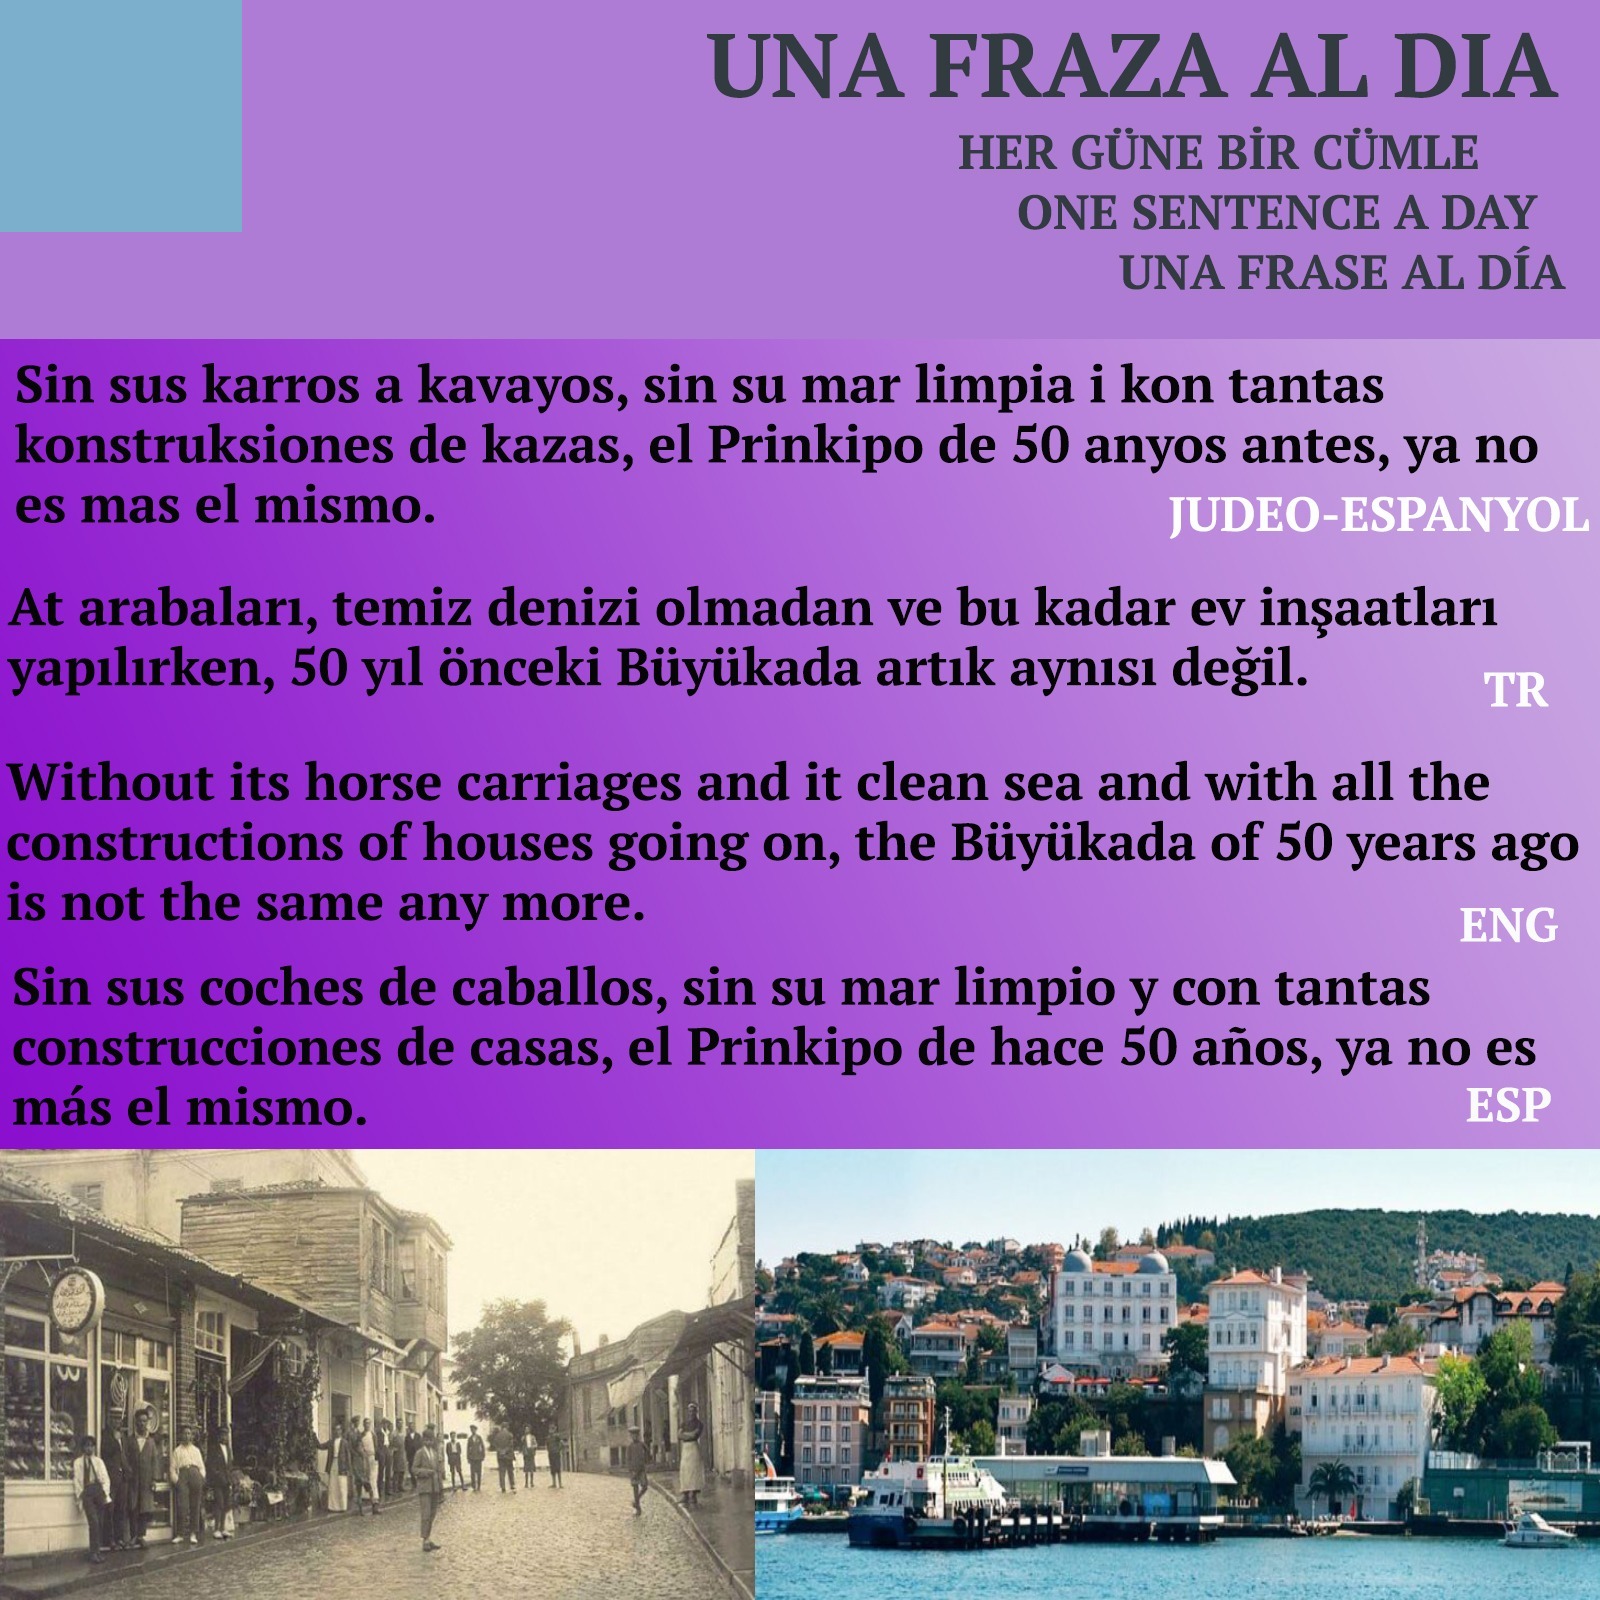 UNA FRAZA AL DIA
HER GÜNE BİR CÜMLE
ONE SENTENCE A DAY
UNA FRASE AL DÍA
Sin sus karros a kavayos, sin su mar limpia i kon tantas
konstruksiones de kazas, el Prinkipo de 50 anyos antes, ya no
es mas el mismo.
JUDEO-ESPANYOL
At arabaları, temiz denizi olmadan ve bu kadar ev inşaatları
yapılırken, 50 yıl önceki Büyükada artık aynısı değil.
TR
Without its horse carriages and it clean sea and with all the
constructions of houses going on, the Büyükada of 50 years ago
is not the same any more.
ENG
Sin sus coches de caballos, sin su mar limpio y con tantas
construcciones de casas, el Prinkipo de hace 50 años, ya no es
más el mismo.
ESP